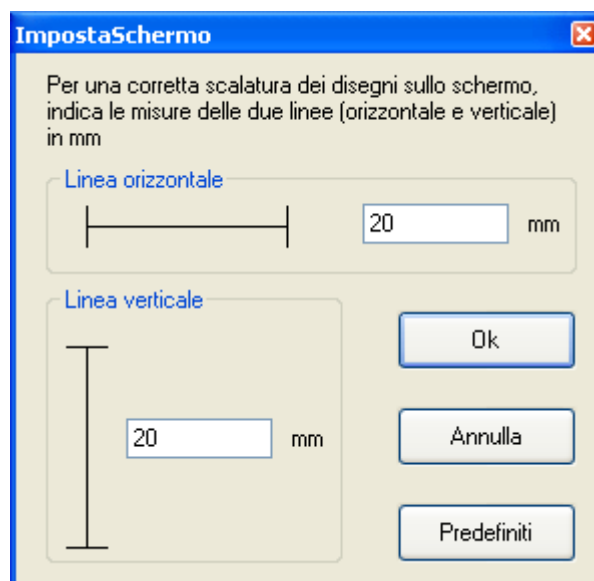 ImpostaSchermo
Per una corretta scalatura dei disegni sullo schermo,
indica le misure delle due linee (orizzontale e verticale)
in mm
Linea orizzontale
20 mm
Linea verticale
20 mm
Ok
Annulla
Predefiniti